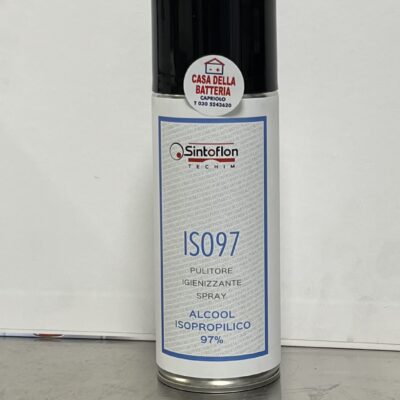 CASA DELLA
BATTERIA
CAPRIOLO
T 030 5243620
Sintoflon
TECHIM
ISO97
PULITORE
IGIENIZZANTE
SPRAY
ALCOOL
ISOPROPILICO
97%